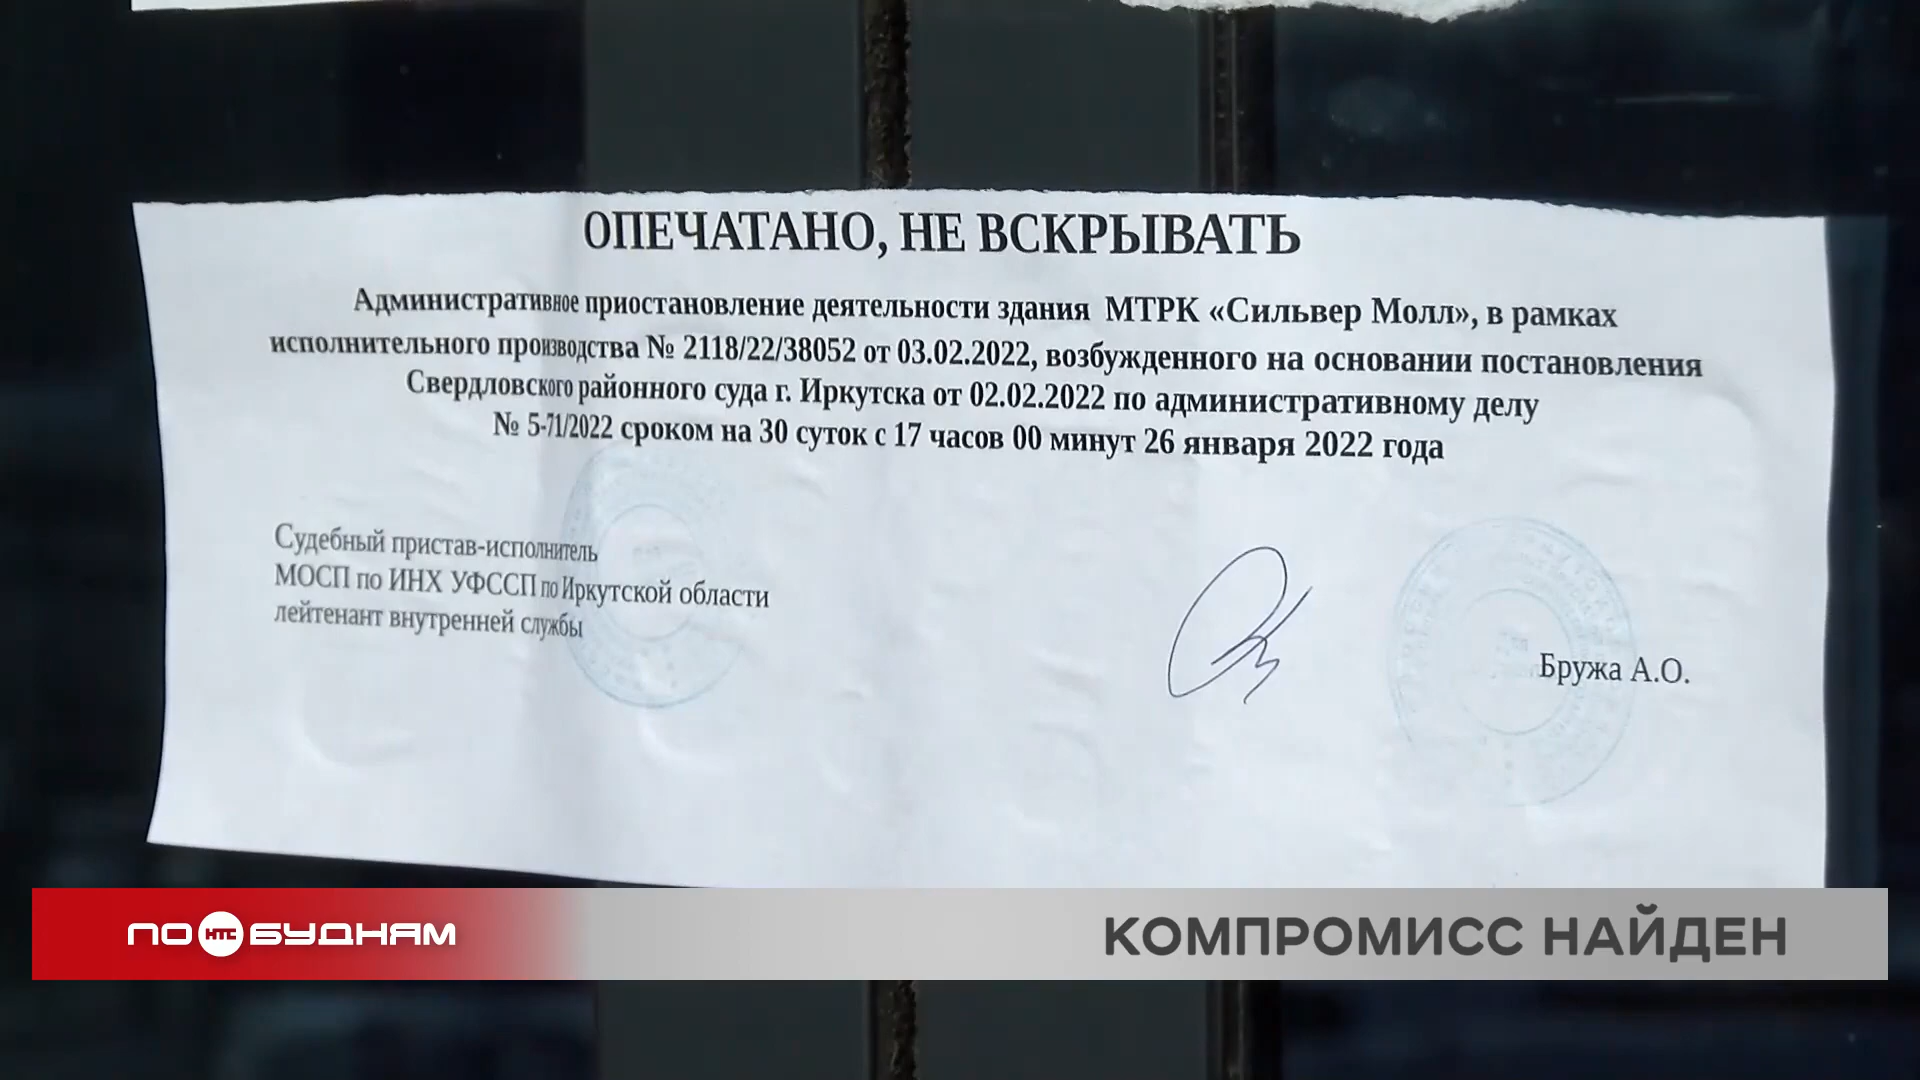 ОПЕЧАТАНО, НЕ ВСКРЫВАТЬ
Административное приостановление деятельности здания МТРК «Сильвер Молл», в рамках
исполнительного производства № 2118/22/38052 от 03.02.2022, возбужденного на основании постановления
Свердловского районного суда г. Иркутска от 02.02.2022 по административному делу
№ 5-71/2022 сроком на 30 суток с 17 часов 00 минут 26 января 2022 года
Судебный пристав-исполнитель
МОСП по ИНХ УФССП по Иркутской области
лейтенант внутренней службы
Бружа А.О.
ПО НТС БУДНЯМ
КОМПРОМИСС НАЙДЕН